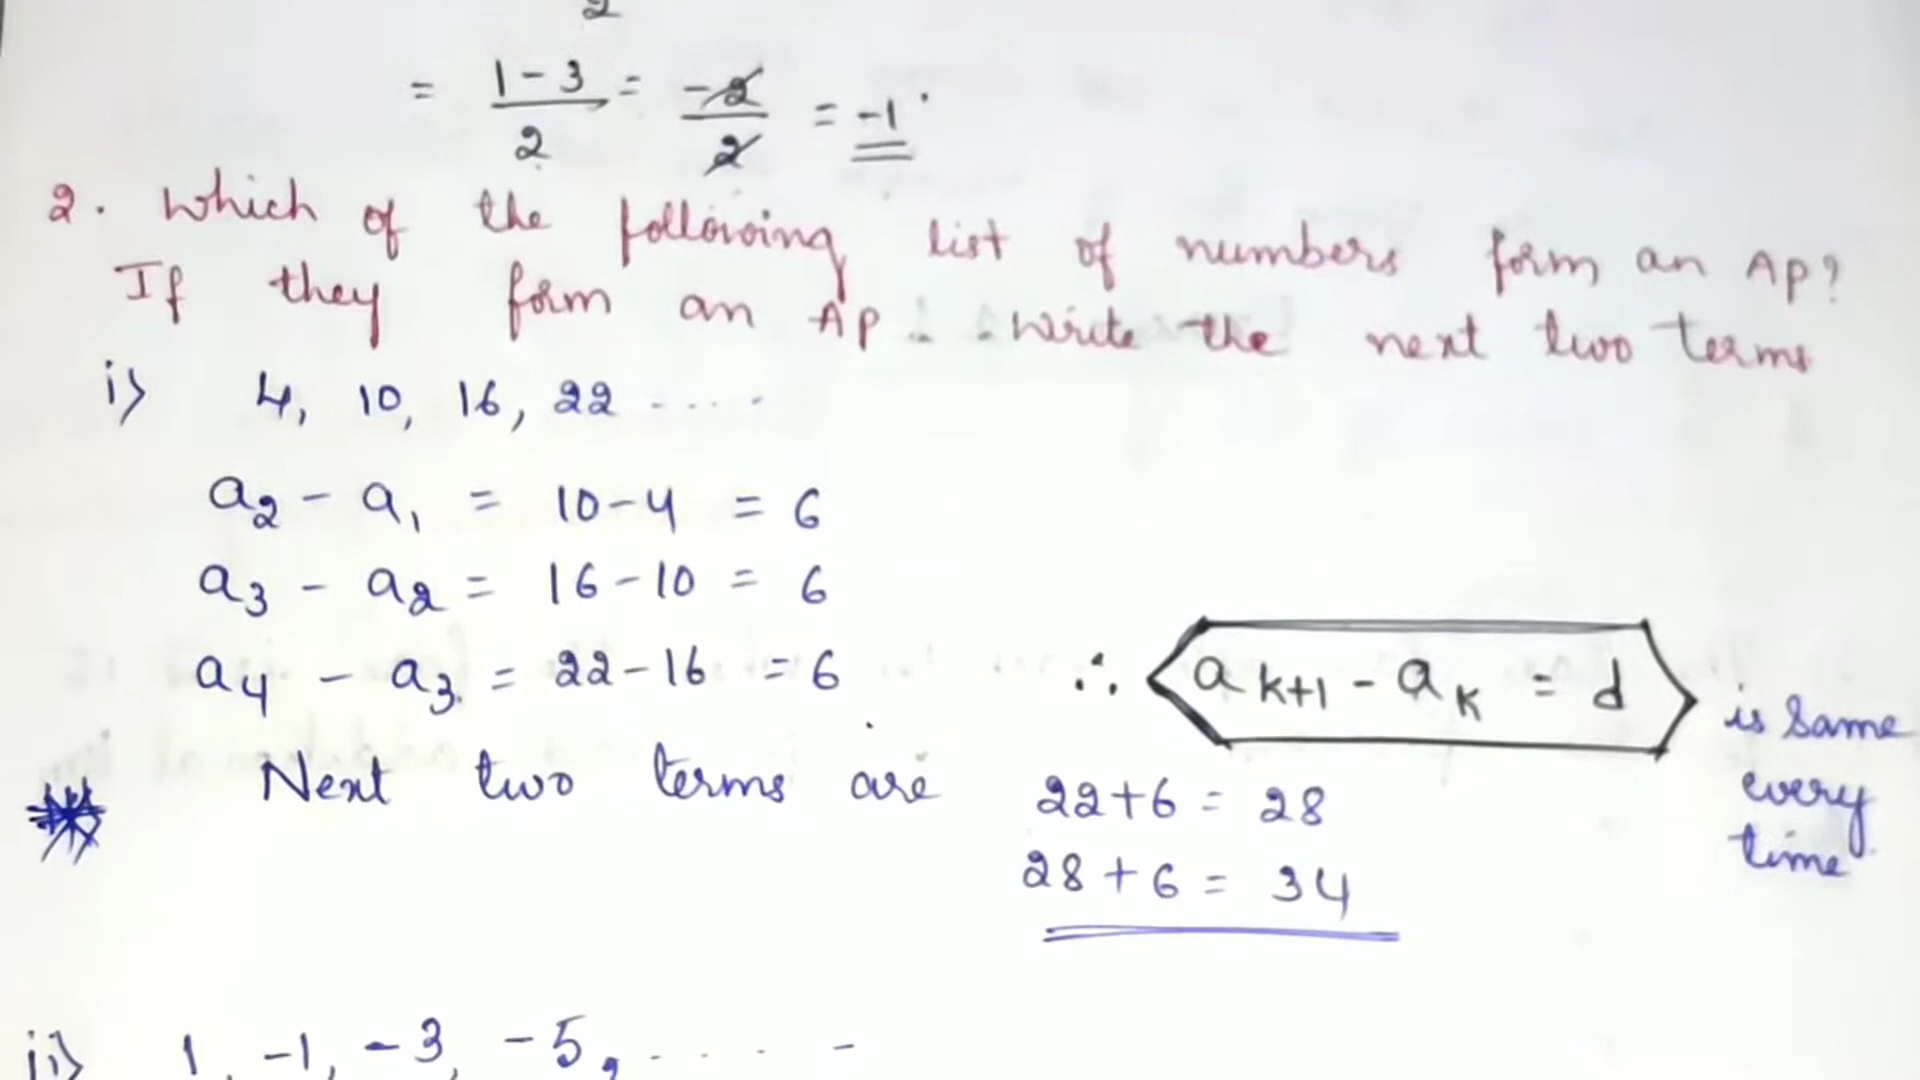 2
= 1-3/2 = -2/2 = -1.
2. Which of the following list of numbers form an AP?
If they form an AP. write the next two terms
i) 4, 10, 16, 22 .....
a2 - a1 = 10-4 = 6
a3 - a2 = 16-10 = 6
a4 - a3 = 22-16 = 6
∴ ak+1 - ak = d is same every time
Next two terms are 22+6 = 28
28+6 = 34
ii) 1, -1, -3, -5, .... -